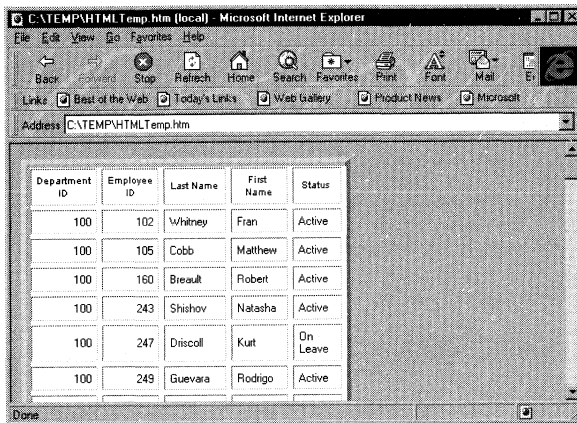 C:\TEMP\HTMLTemp.htm (local) - Microsoft Internet Explorer
File Edit View Go Favorites Help
Back Forward Stop Refresh Home Search Favorites Print Font Mail
Links Best of the Web Today's Links Web Gallery Product News Microsoft
Address C:\TEMP\HTMLTemp.htm
Department ID Employee ID Last Name First Name Status
100 102 Whitney Fran Active
100 105 Cobb Matthew Active
100 160 Breault Robert Active
100 243 Shishov Natasha Active
100 247 Driscoll Kurt On Leave
100 249 Guevara Rodrigo Active
Done